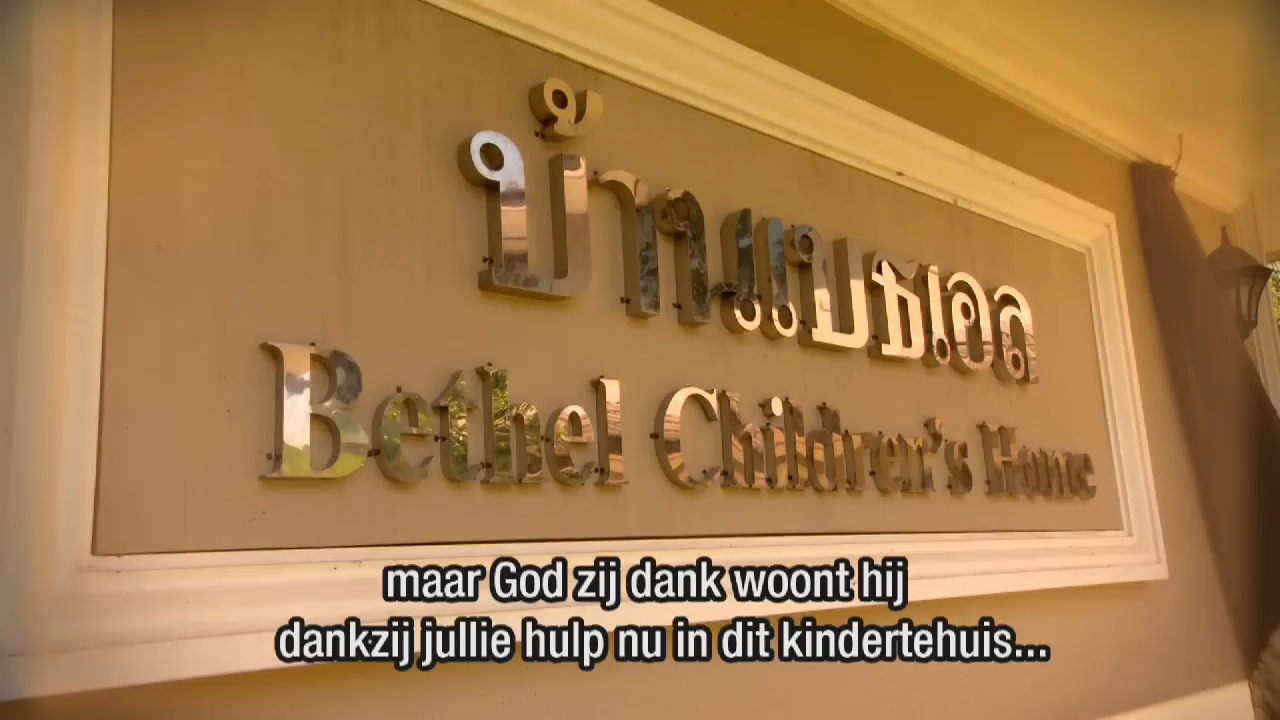 บ้านแบธเอล
Bethel Children's Home
maar God zij dank woont hij
dankzij jullie hulp nu in dit kindertehuis...